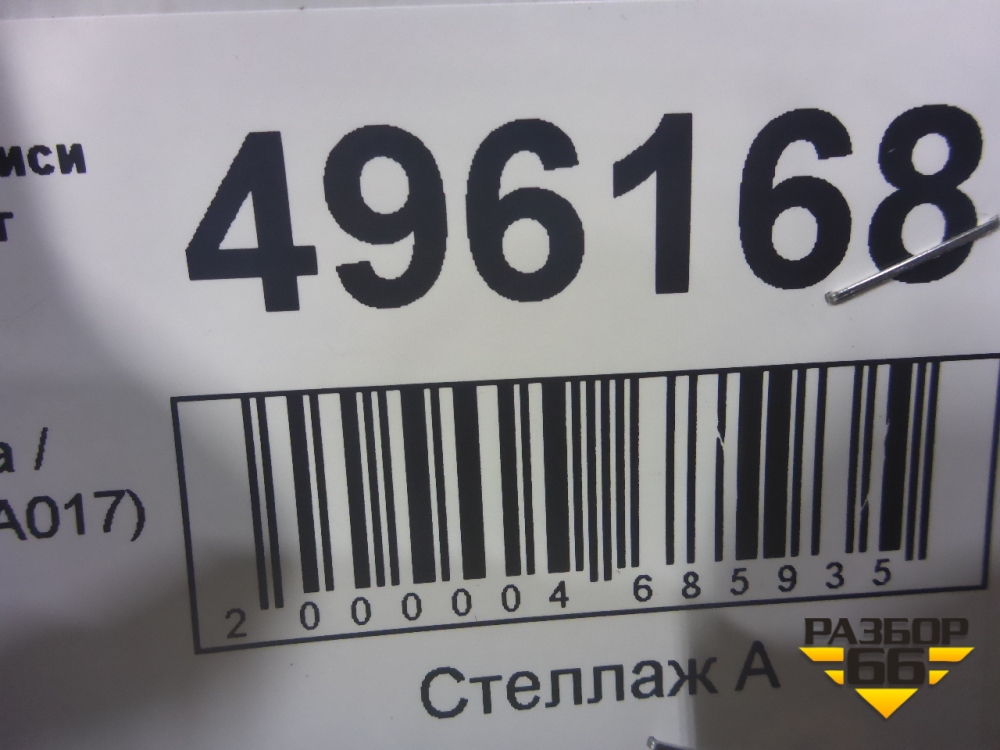 иси
т
496168
а /
A017)
2 000004 685935
Стеллаж А
РАЗБОР
66